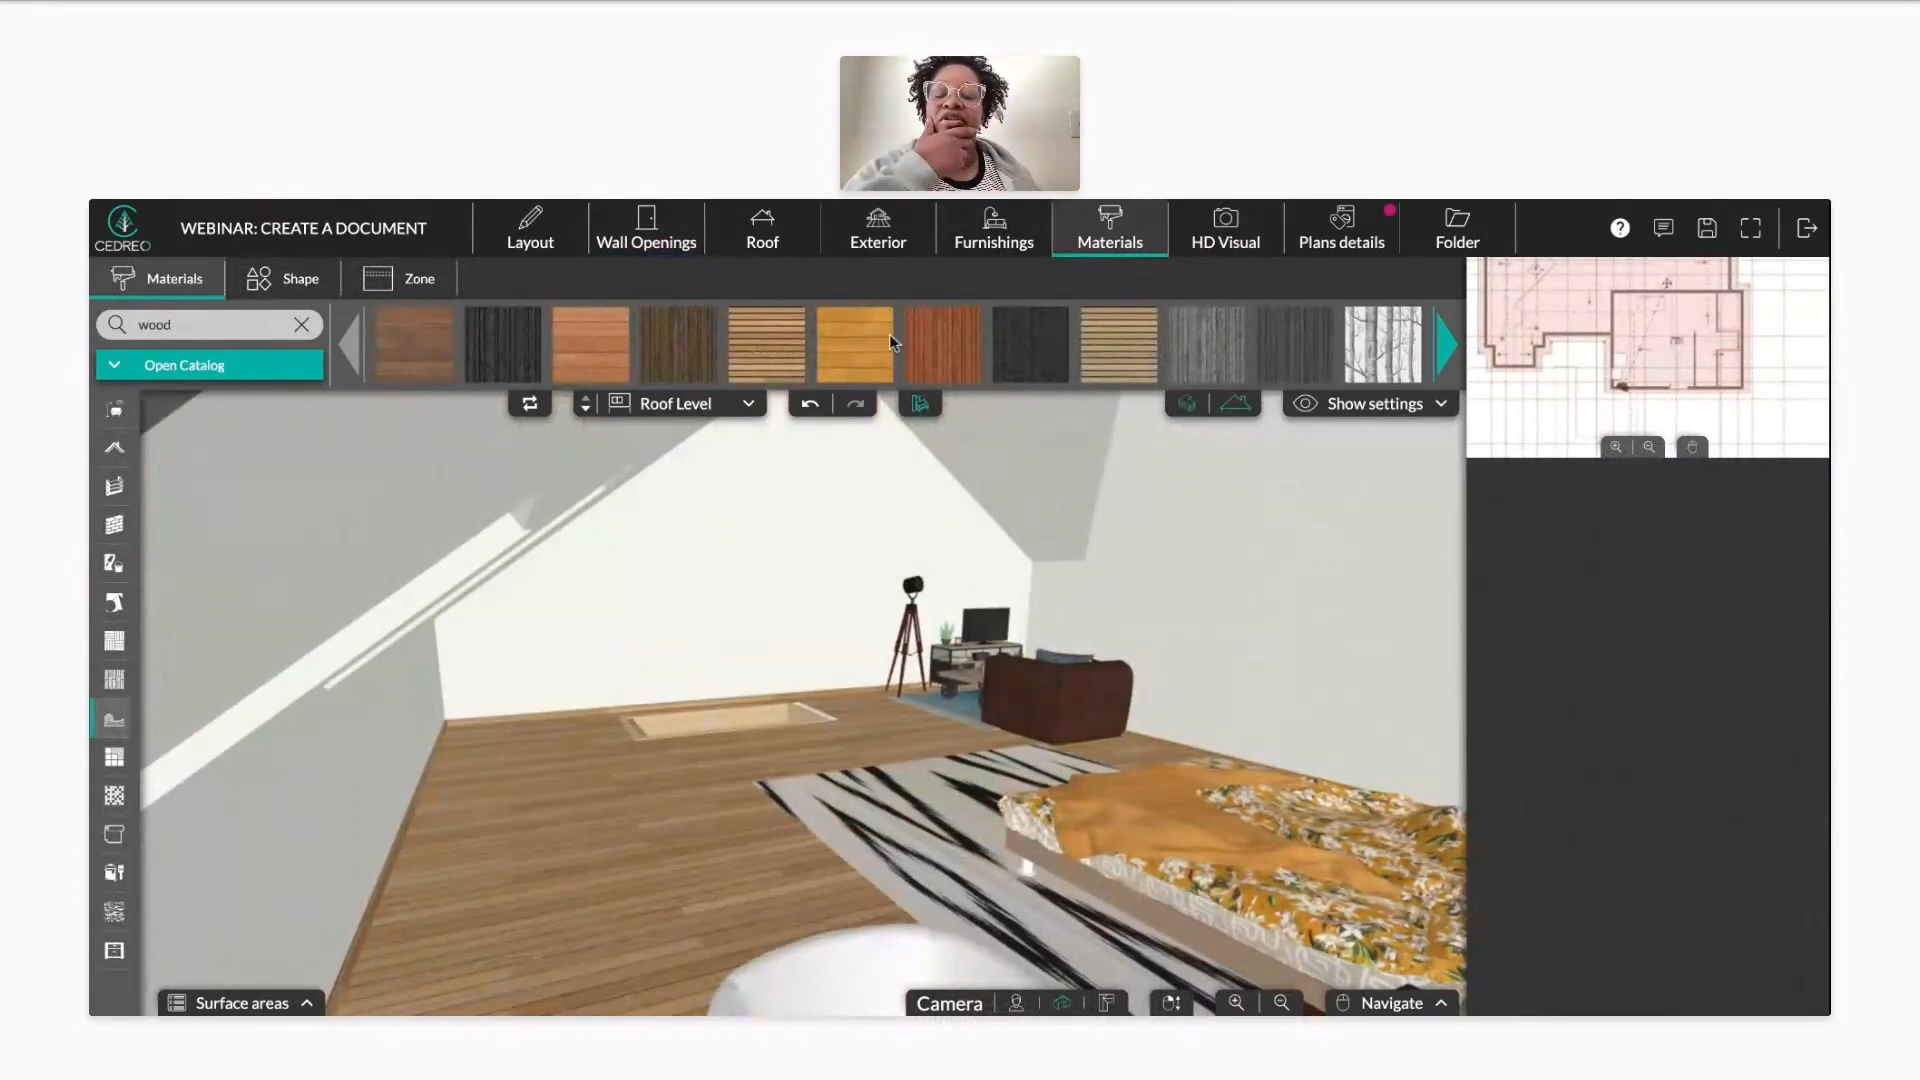 CEDREO
WEBINAR: CREATE A DOCUMENT
Layout
Wall Openings
Roof
Exterior
Furnishings
Materials
HD Visual
Plans details
Folder
Materials
Shape
Zone
wood
Open Catalog
Roof Level
Show settings
Surface areas
Camera
Navigate